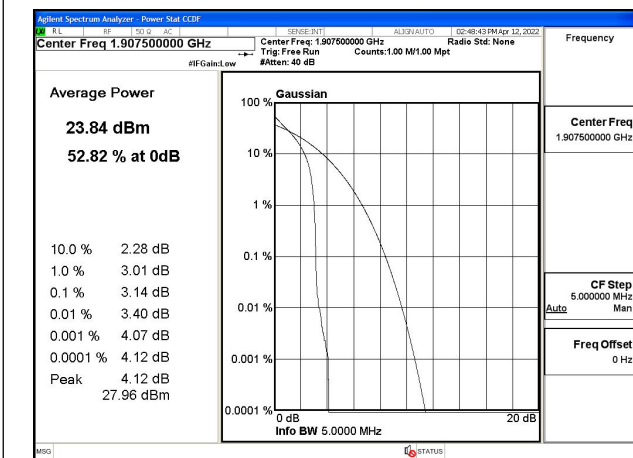 Agilent Spectrum Analyzer - Power Stat CCDF
RL RF 50 Ω AC SENSE:INT ALIGN AUTO 02:48:43 PM Apr 12, 2022
Center Freq 1.907500000 GHz
Center Freq: 1.907500000 GHz Radio Std: None
Trig: Free Run Counts:1.00 M/1.00 Mpt
#IFGain:Low #Atten: 40 dB
Frequency
Average Power
23.84 dBm
52.82 % at 0dB
10.0 % 2.28 dB
1.0 % 3.01 dB
0.1 % 3.14 dB
0.01 % 3.40 dB
0.001 % 4.07 dB
0.0001 % 4.12 dB
Peak 4.12 dB
27.96 dBm
Gaussian
100 %
10 %
1 %
0.1 %
0.01 %
0.001 %
0.0001 %
0 dB 20 dB
Info BW 5.0000 MHz
Center Freq
1.907500000 GHz
CF Step
5.000000 MHz
Auto Man
Freq Offset
0 Hz
MSG STATUS